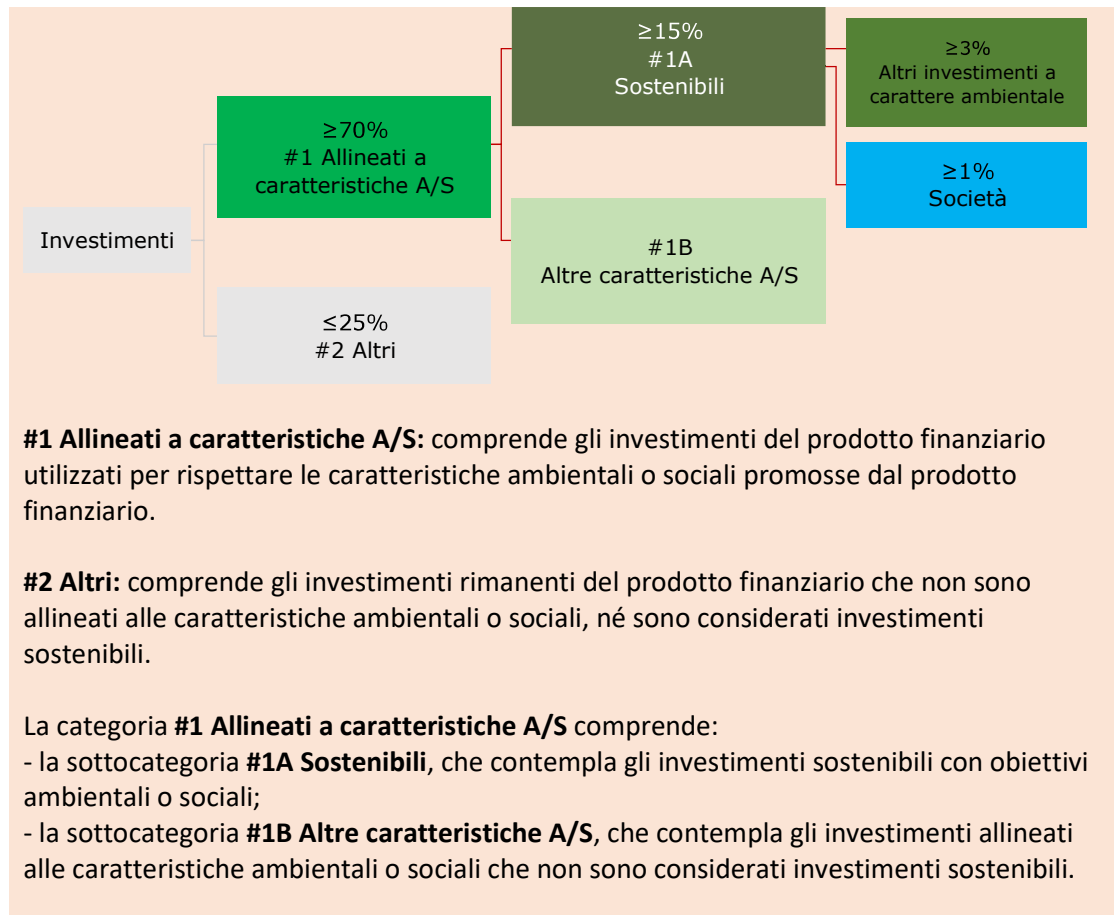 ≥15%
#1A
Sostenibili
≥3%
Altri investimenti a
carattere ambientale
≥70%
#1 Allineati a
caratteristiche A/S
≥1%
Società
Investimenti
#1B
Altre caratteristiche A/S
≤25%
#2 Altri
#1 Allineati a caratteristiche A/S: comprende gli investimenti del prodotto finanziario
utilizzati per rispettare le caratteristiche ambientali o sociali promosse dal prodotto
finanziario.
#2 Altri: comprende gli investimenti rimanenti del prodotto finanziario che non sono
allineati alle caratteristiche ambientali o sociali, né sono considerati investimenti
sostenibili.
La categoria #1 Allineati a caratteristiche A/S comprende:
- la sottocategoria #1A Sostenibili, che contempla gli investimenti sostenibili con obiettivi
ambientali o sociali;
- la sottocategoria #1B Altre caratteristiche A/S, che contempla gli investimenti allineati
alle caratteristiche ambientali o sociali che non sono considerati investimenti sostenibili.